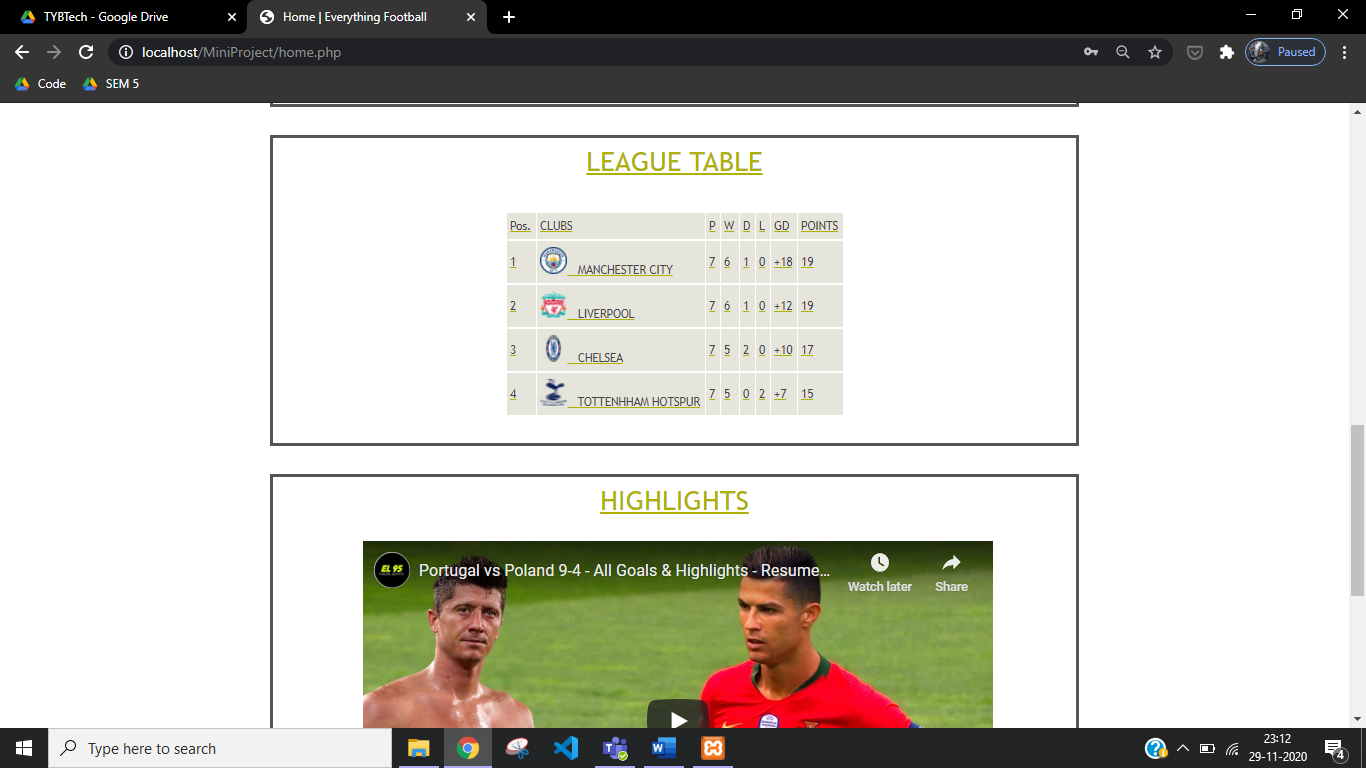 TYBTech - Google Drive
Home | Everything Football
localhost/MiniProject/home.php
Paused
Code
SEM 5
LEAGUE TABLE
Pos. CLUBS P W D L GD POINTS
1 MANCHESTER CITY 7 6 1 0 +18 19
2 LIVERPOOL 7 6 1 0 +12 19
3 CHELSEA 7 5 2 0 +10 17
4 TOTTENHHAM HOTSPUR 7 5 0 2 +7 15
HIGHLIGHTS
EL 95
Portugal vs Poland 9-4 - All Goals & Highlights - Resume...
Watch later
Share
Type here to search
23:12
29-11-2020
4